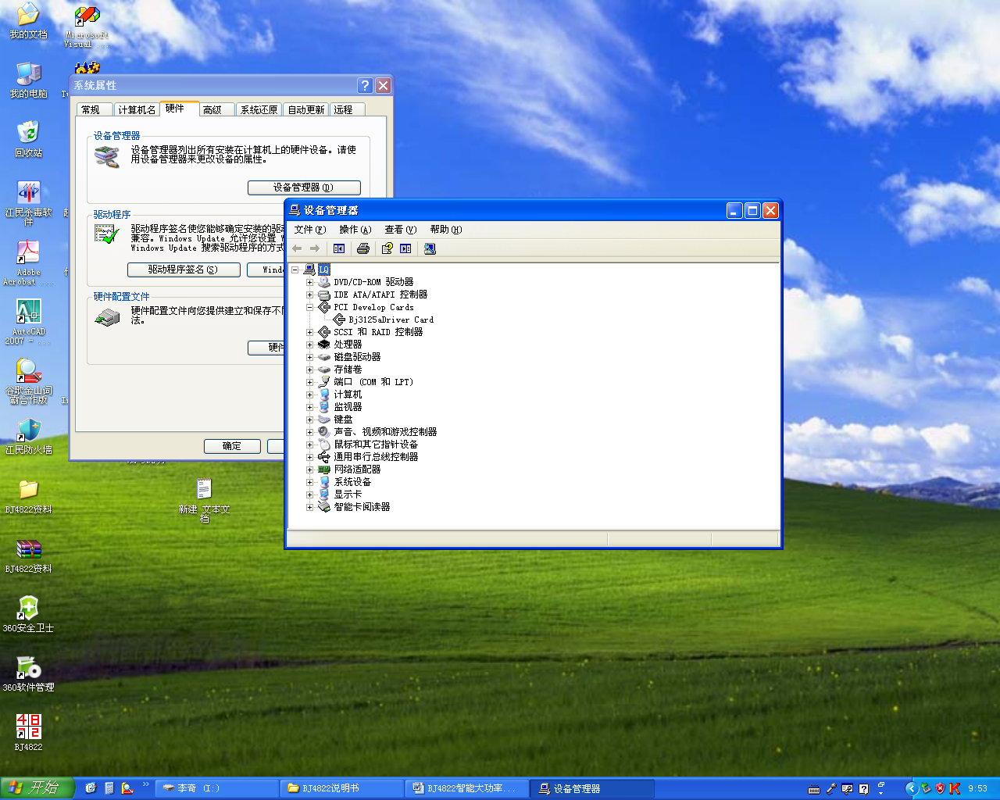 我的文档
Microsoft
Visual ...
我的电脑
回收站
江民杀毒软
件
Adobe
Acrobat ...
AutoCAD
2007 - ...
谷歌金山词
霸合作版
江民防火墙
BJ4822资料
BJ4822资料
360安全卫士
360软件管理
BJ4822
新建 文本文
档
系统属性
常规 计算机名 硬件 高级 系统还原 自动更新 远程
设备管理器
设备管理器列出所有安装在计算机上的硬件设备。请使
用设备管理器来更改设备的属性。
设备管理器(D)
驱动程序
驱动程序签名使您能够确定安装的驱
兼容。Windows Update 允许您设置
Windows Update 搜索驱动程序的方式
驱动程序签名(S)
Wind
硬件配置文件
硬件配置文件向您提供建立和保存不
法。
硬件
确定
设备管理器
文件(F) 操作(A) 查看(V) 帮助(H)
LQ
DVD/CD-ROM 驱动器
IDE ATA/ATAPI 控制器
PCI Develop Cards
Bj3125aDriver Card
SCSI 和 RAID 控制器
处理器
磁盘驱动器
存储卷
端口 (COM 和 LPT)
计算机
监视器
键盘
声音、视频和游戏控制器
鼠标和其它指针设备
通用串行总线控制器
网络适配器
系统设备
显示卡
智能卡阅读器
开始
李奇 (I:)
BJ4822说明书
BJ4822智能大功率...
设备管理器
9:53